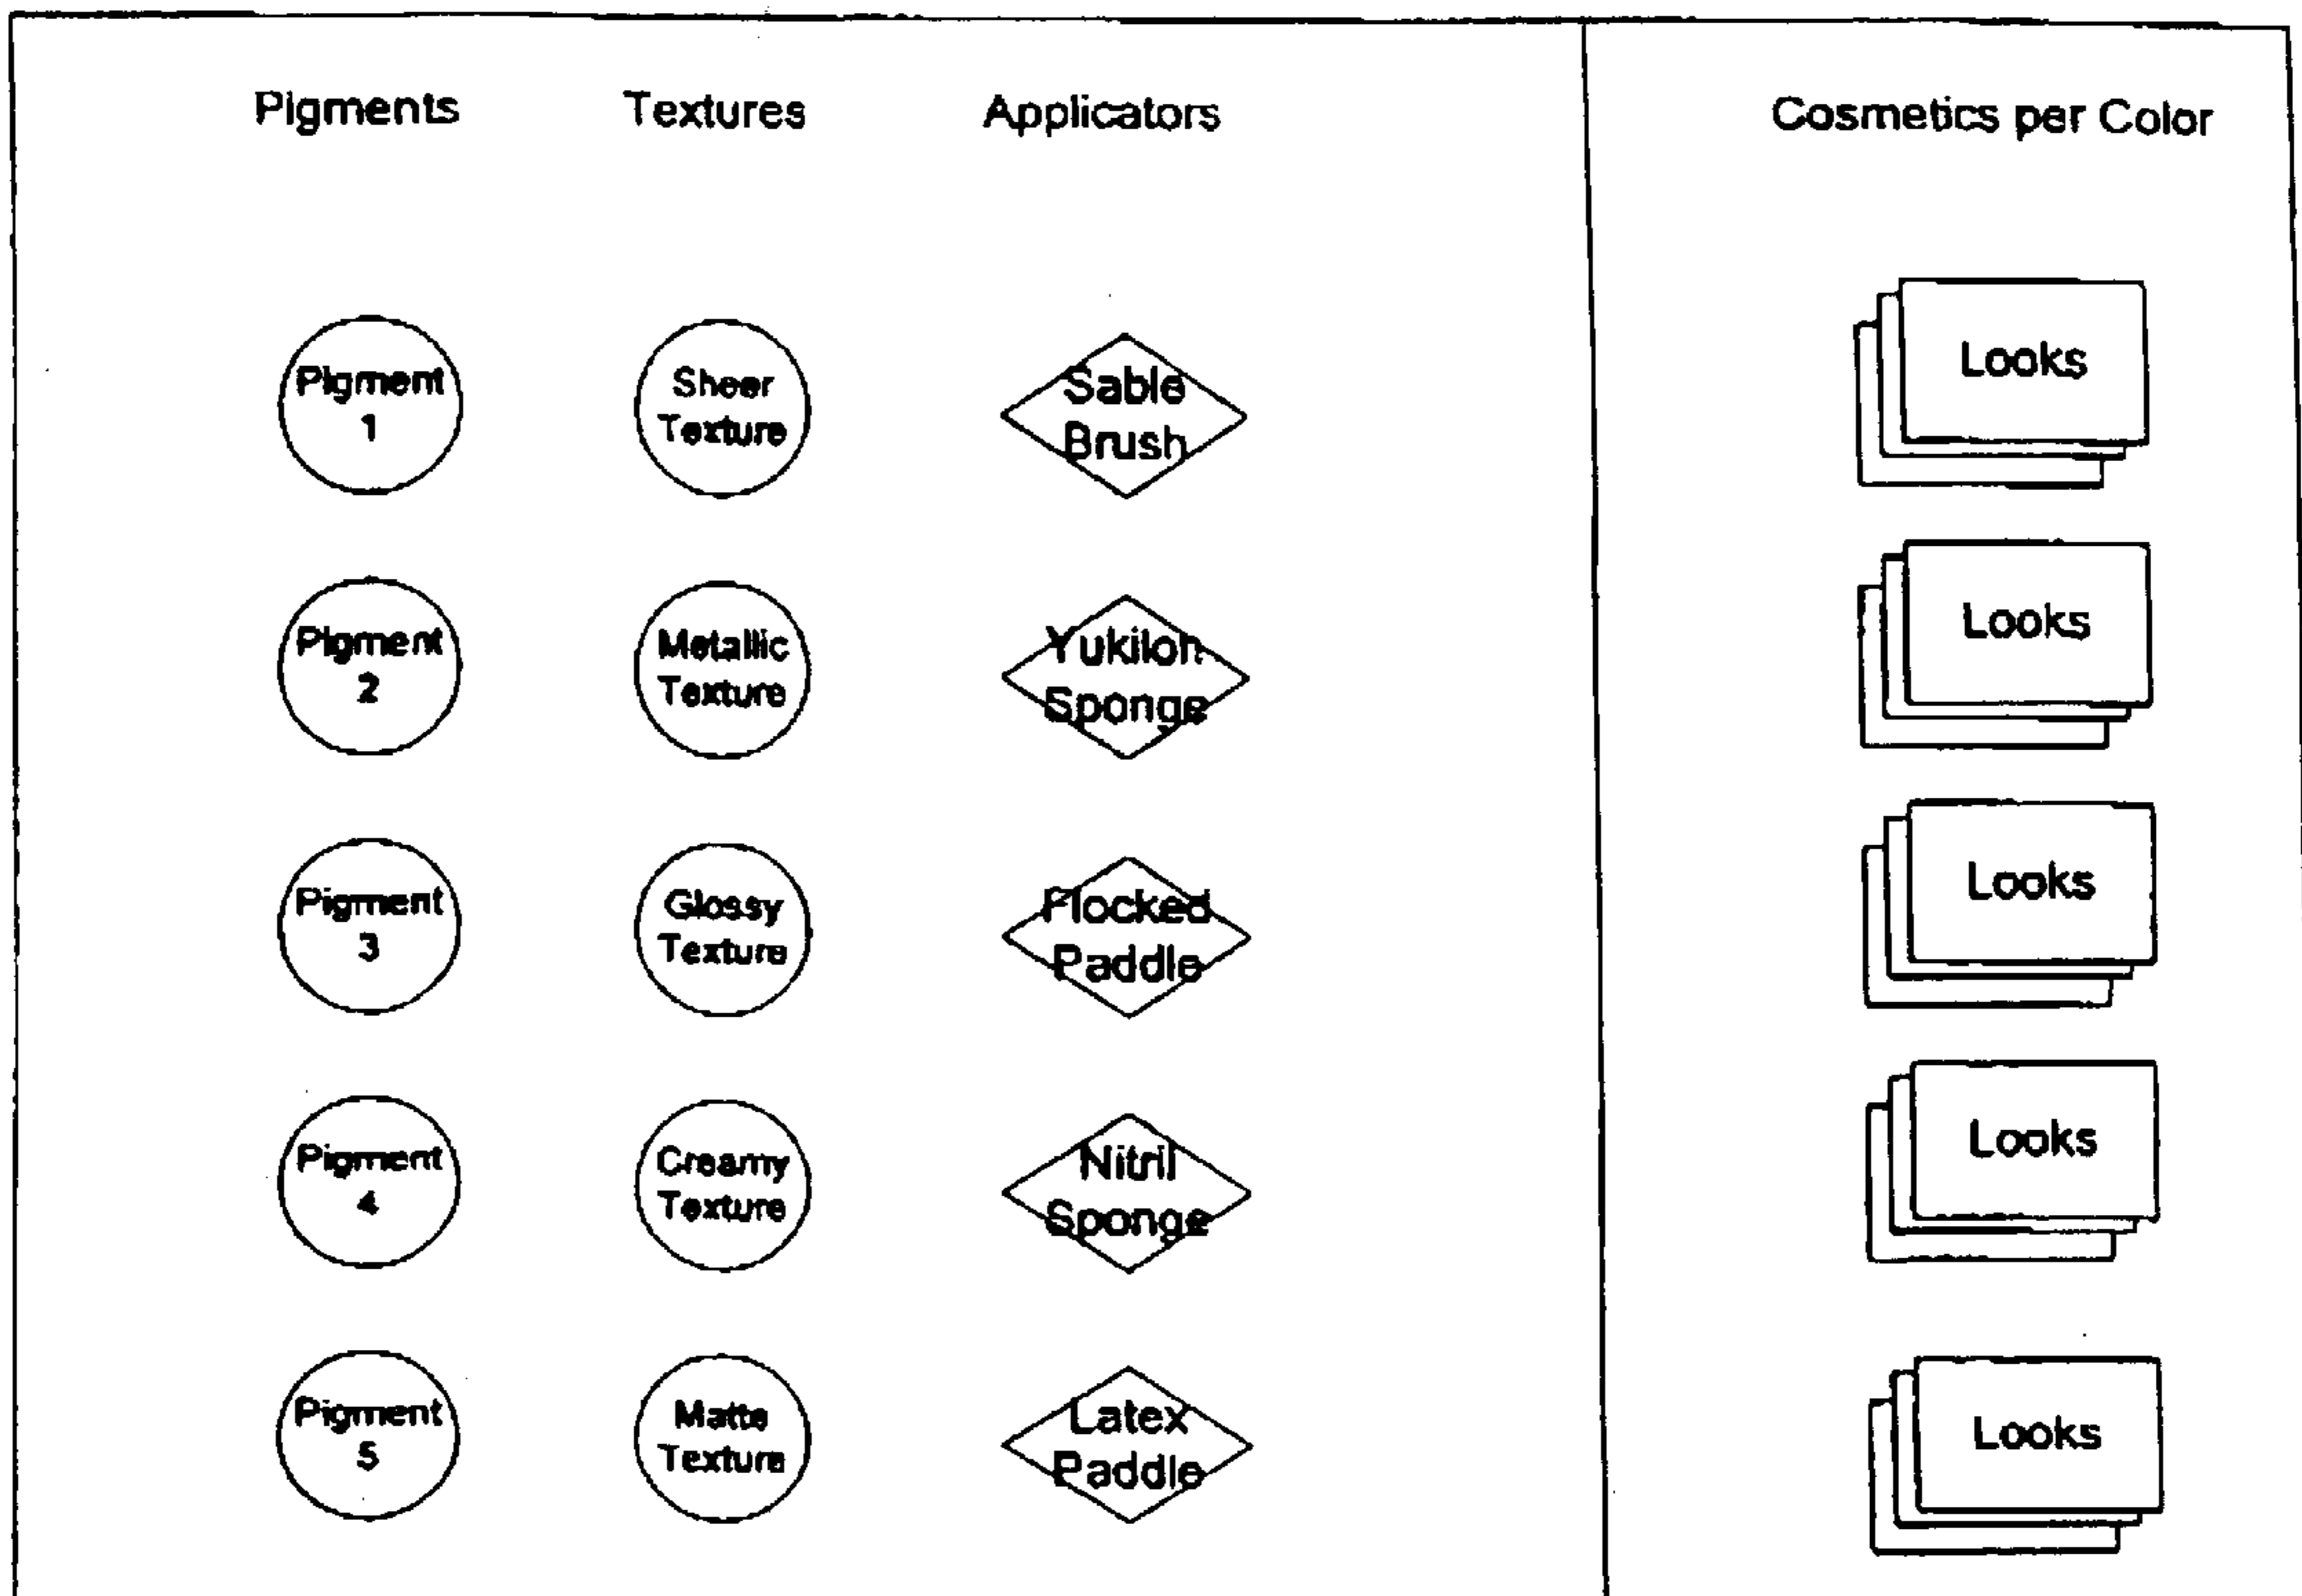 Pigments Textures Applicators Cosmetics per Color
Pigment Sheer Sable Looks
1 Texture Brush
Pigment Metallic Yukilon Looks
2 Texture Sponge
Pigment Glossy Flocked Looks
3 Texture Paddle
Pigment Creamy Nitril Looks
4 Texture Sponge
Pigment Matte Latex Looks
5 Texture Paddle